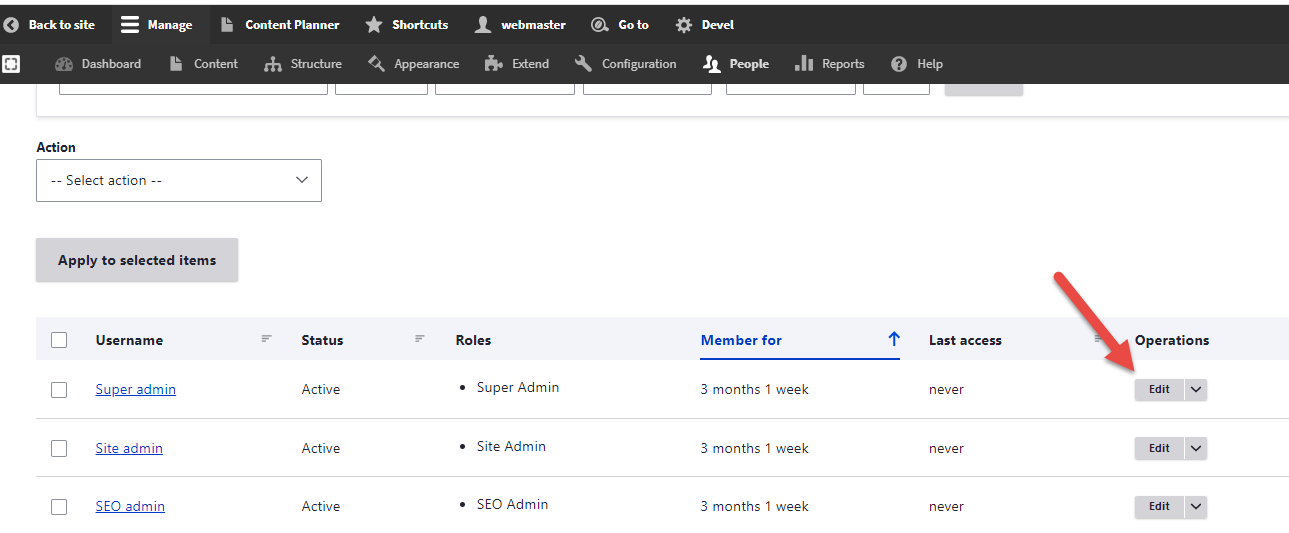 Back to site Manage Content Planner Shortcuts webmaster Go to Devel
Dashboard Content Structure Appearance Extend Configuration People Reports Help
Action
-- Select action --
Apply to selected items
Username Status Roles Member for Last access Operations
Super admin Active • Super Admin 3 months 1 week never Edit
Site admin Active • Site Admin 3 months 1 week never Edit
SEO admin Active • SEO Admin 3 months 1 week never Edit